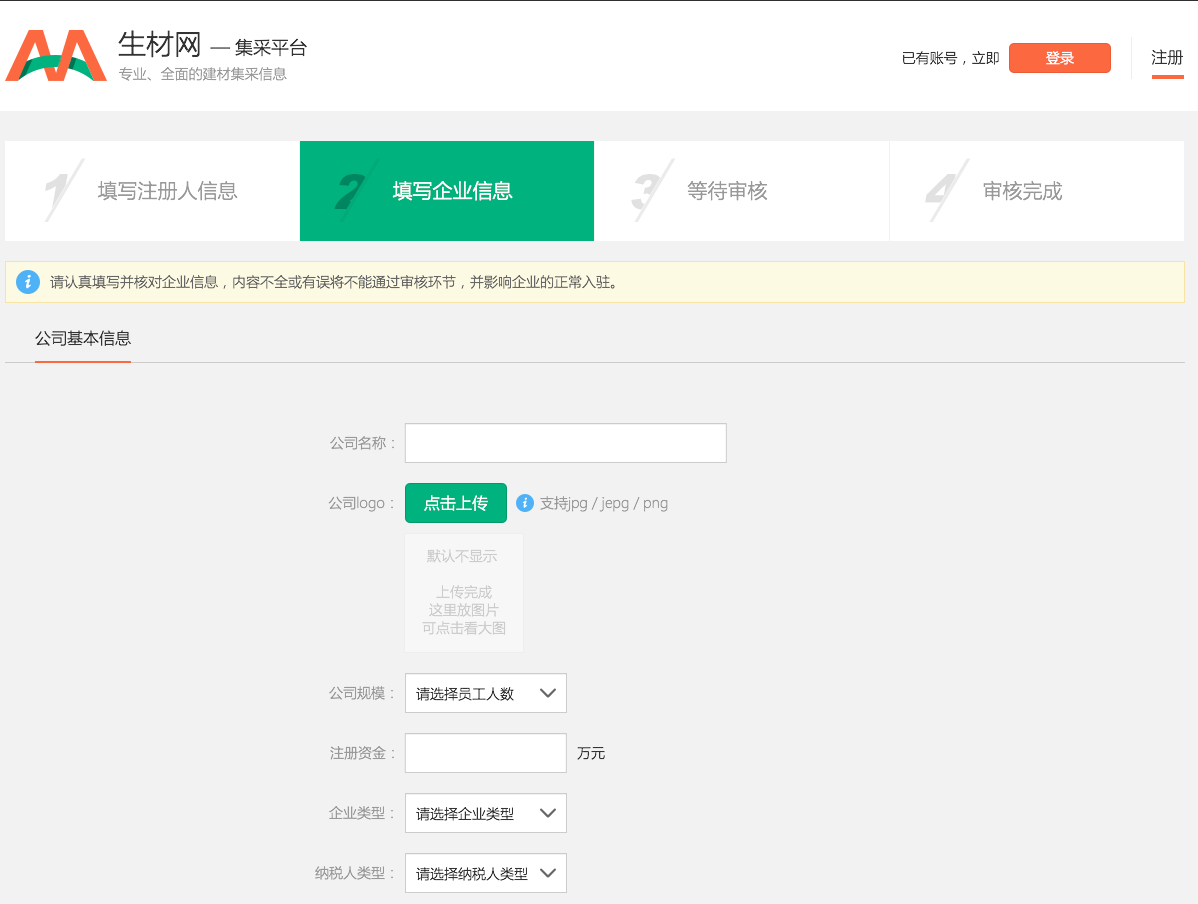 生材网 — 集采平台
专业、全面的建材集采信息
已有账号，立即 登录 注册
1 填写注册人信息
2 填写企业信息
3 等待审核
4 审核完成
i 请认真填写并核对企业信息，内容不全或有误将不能通过审核环节，并影响企业的正常入驻。
公司基本信息
公司名称：
公司logo： 点击上传 i 支持jpg / jepg / png
默认不显示
上传完成
这里放图片
可点击看大图
公司规模： 请选择员工人数
注册资金： 万元
企业类型： 请选择企业类型
纳税人类型： 请选择纳税人类型